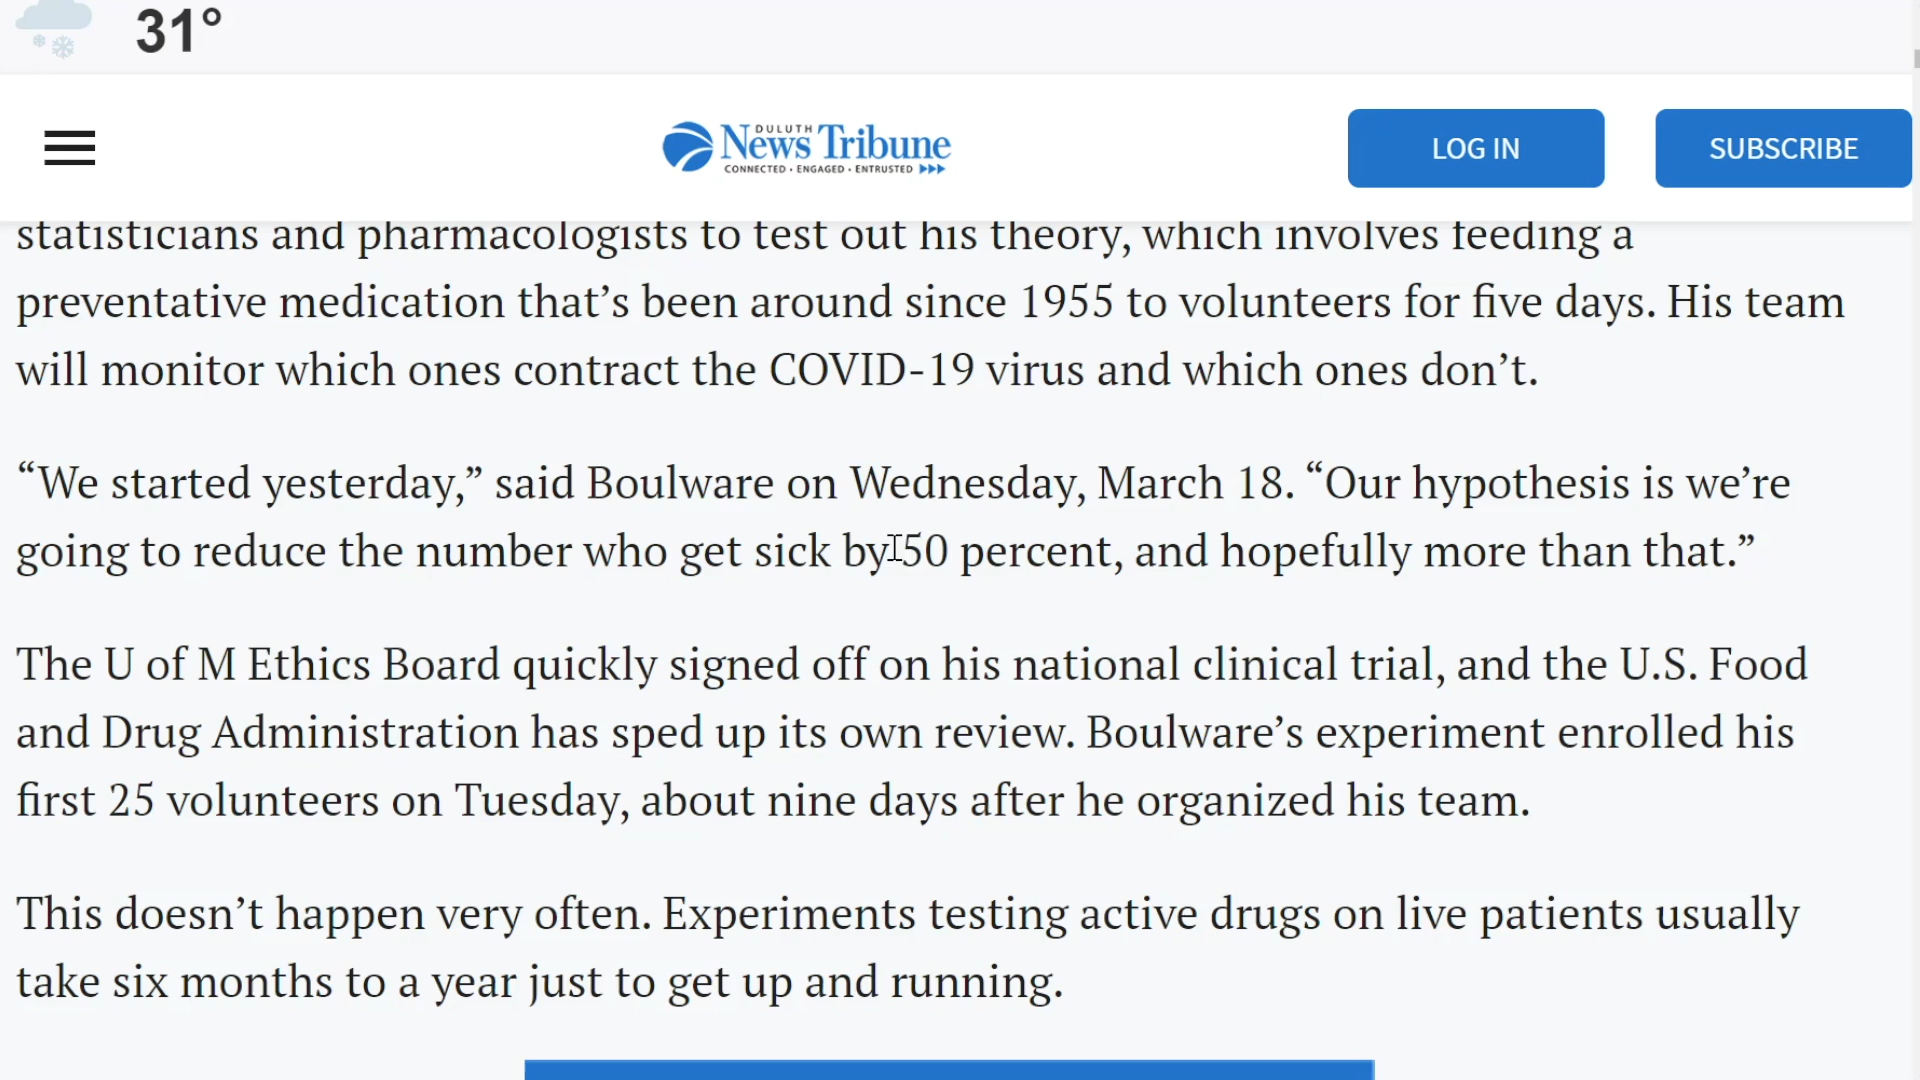 31°
DULUTH
News Tribune
CONNECTED · ENGAGED · ENTRUSTED
LOG IN
SUBSCRIBE
statisticians and pharmacologists to test out his theory, which involves feeding a
preventative medication that’s been around since 1955 to volunteers for five days. His team
will monitor which ones contract the COVID-19 virus and which ones don’t.
“We started yesterday,” said Boulware on Wednesday, March 18. “Our hypothesis is we’re
going to reduce the number who get sick by 50 percent, and hopefully more than that.”
The U of M Ethics Board quickly signed off on his national clinical trial, and the U.S. Food
and Drug Administration has sped up its own review. Boulware’s experiment enrolled his
first 25 volunteers on Tuesday, about nine days after he organized his team.
This doesn’t happen very often. Experiments testing active drugs on live patients usually
take six months to a year just to get up and running.